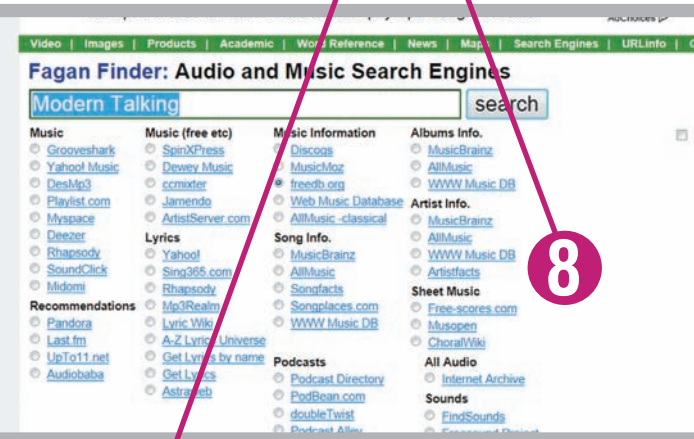 AdChoices
Video | Images | Products | Academic | Word Reference | News | Maps | Search Engines | URLinfo |
Fagan Finder: Audio and Music Search Engines
Modern Talking
search
Music
Grooveshark
Yahoo! Music
DesMp3
Playlist.com
Myspace
Deezer
Rhapsody
SoundClick
Midomi
Recommendations
Pandora
Last.fm
UpTo11.net
Audiobaba
Music (free etc)
SpinXPress
Dewey Music
ccmixter
Jamendo
ArtistServer.com
Lyrics
Yahoo!
Sing365.com
Rhapsody
Mp3Realm
Lyric Wiki
A-Z Lyrics Universe
Get Lyrics by name
Get Lyrics
Astraweb
Music Information
Discogs
MusicMoz
freedb.org
Web Music Database
AllMusic -classical
Song Info.
MusicBrainz
AllMusic
Songfacts
Songplaces.com
WWW Music DB
Podcasts
Podcast Directory
PodBean.com
doubleTwist
Podcast Alley
Albums Info.
MusicBrainz
AllMusic
WWW Music DB
Artist Info.
MusicBrainz
AllMusic
WWW Music DB
Artistfacts
Sheet Music
Free-scores.com
Musopen
ChoralWiki
All Audio
Internet Archive
Sounds
FindSounds
Freesound Project
8